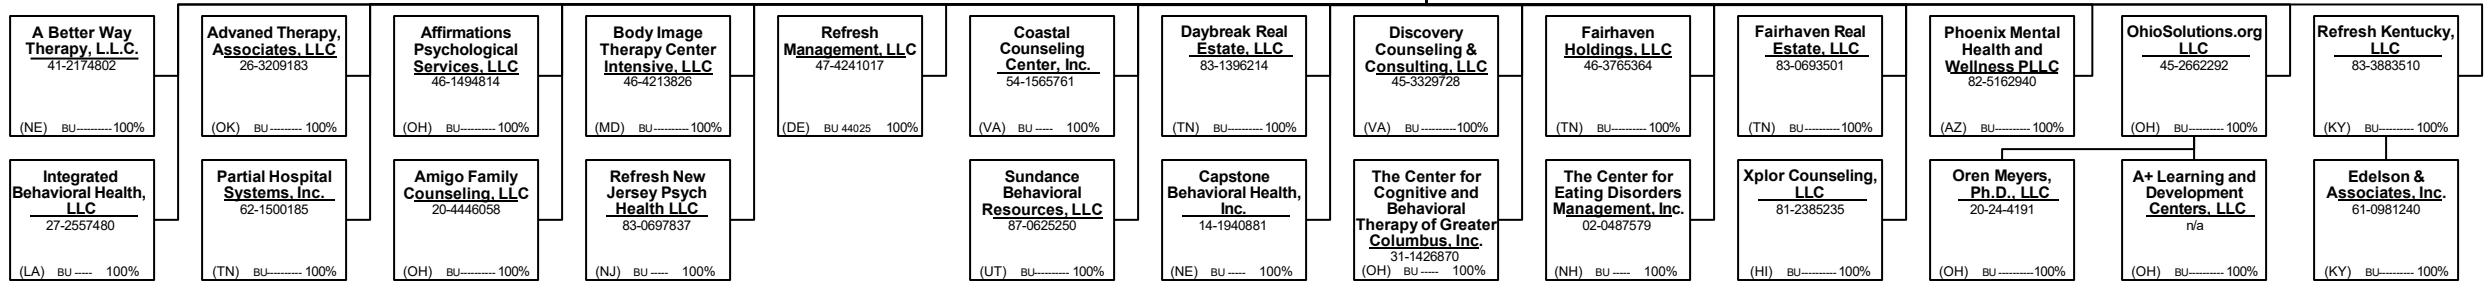 A Better Way
Therapy, L.L.C.
41-2174802
(NE) BU---------- 100%
Advaned Therapy,
Associates, LLC
26-3209183
(OK) BU--------- 100%
Affirmations
Psychological
Services, LLC
46-1494814
(OH) BU---------- 100%
Body Image
Therapy Center
Intensive, LLC
46-4213826
(MD) BU---------- 100%
Refresh
Management, LLC
47-4241017
(DE) BU 44025 100%
Coastal
Counseling
Center, Inc.
54-1565761
(VA) BU ----- 100%
Daybreak Real
Estate, LLC
83-1396214
(TN) BU---------- 100%
Discovery
Counseling &
Consulting, LLC
45-3329728
(VA) BU---------- 100%
Fairhaven
Holdings, LLC
46-3765364
(TN) BU---------- 100%
Fairhaven Real
Estate, LLC
83-0693501
(TN) BU---------- 100%
Phoenix Mental
Health and
Wellness PLLC
82-5162940
(AZ) BU---------- 100%
OhioSolutions.org
LLC
45-2662292
(OH) BU---------- 100%
Refresh Kentucky,
LLC
83-3883510
(KY) BU---------- 100%
Integrated
Behavioral Health,
LLC
27-2557480
(LA) BU ----- 100%
Partial Hospital
Systems, Inc.
62-1500185
(TN) BU---------- 100%
Amigo Family
Counseling, LLC
20-4446058
(OH) BU---------- 100%
Refresh New
Jersey Psych
Health LLC
83-0697837
(NJ) BU ----- 100%
Sundance
Behavioral
Resources, LLC
87-0625250
(UT) BU---------- 100%
Capstone
Behavioral Health,
Inc.
14-1940881
(NE) BU ----- 100%
The Center for
Cognitive and
Behavioral
Therapy of Greater
Columbus, Inc.
31-1426870
(OH) BU ----- 100%
The Center for
Eating Disorders
Management, Inc.
02-0487579
(NH) BU ----- 100%
Xplor Counseling,
LLC
81-2385235
(HI) BU---------- 100%
Oren Meyers,
Ph.D., LLC
20-24-4191
(OH) BU ---------- 100%
A+ Learning and
Development
Centers, LLC
n/a
(OH) BU---------- 100%
Edelson &
Associates, Inc.
61-0981240
(KY) BU---------- 100%